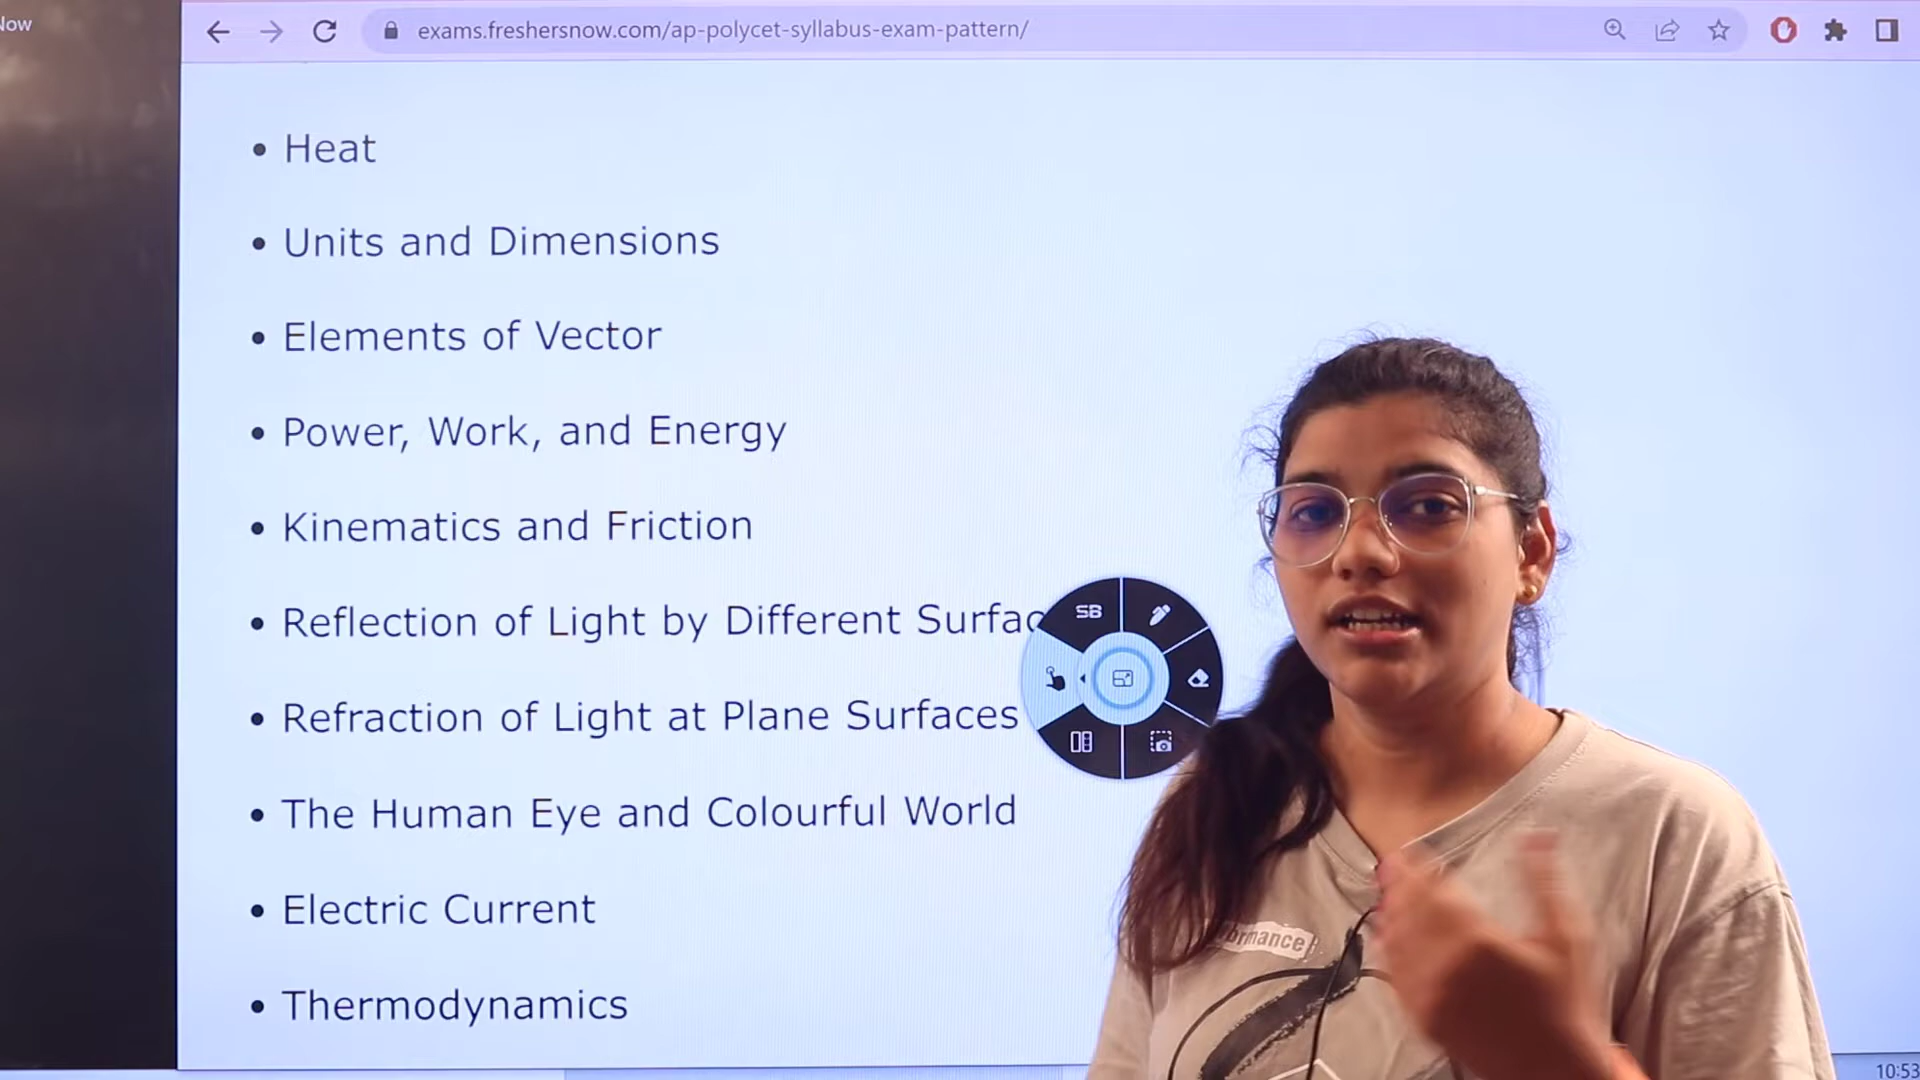 Now
exams.freshersnow.com/ap-polycet-syllabus-exam-pattern/
• Heat
• Units and Dimensions
• Elements of Vector
• Power, Work, and Energy
• Kinematics and Friction
• Reflection of Light by Different Surfac
SB
• Refraction of Light at Plane Surfaces
• The Human Eye and Colourful World
• Electric Current
ormance
• Thermodynamics
10:53